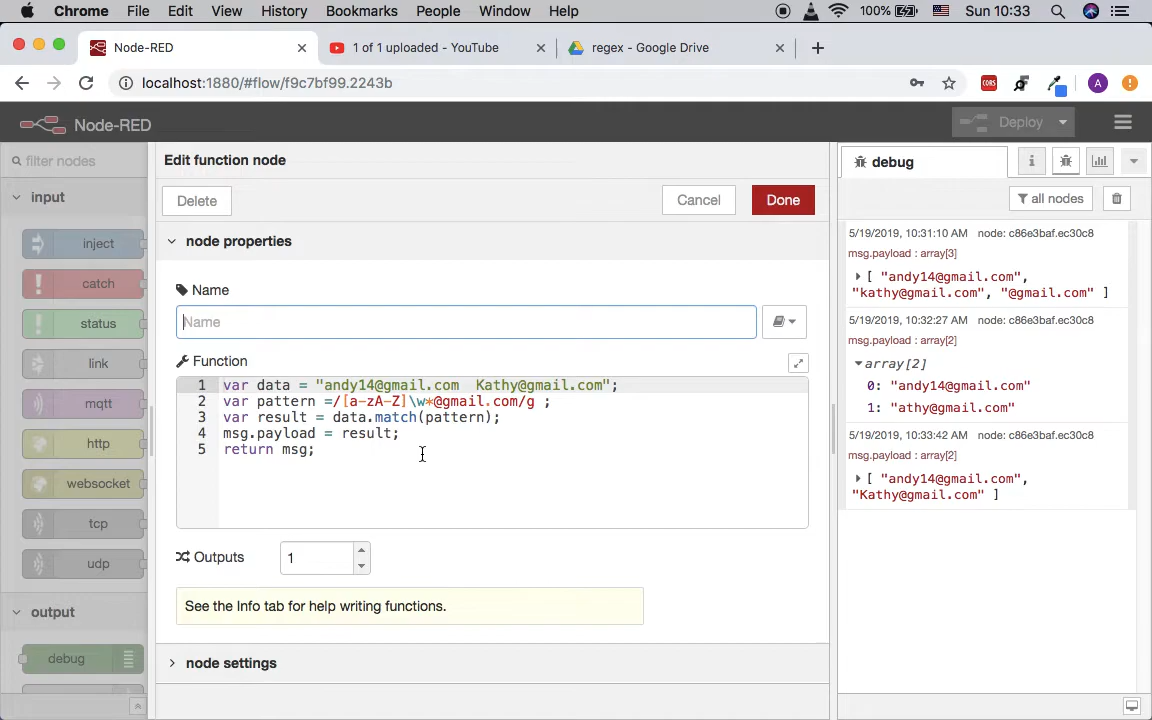 Chrome File Edit View History Bookmarks People Window Help 100% Sun 10:33
Node-RED 1 of 1 uploaded - YouTube regex - Google Drive
localhost:1880/#flow/f9c7bf99.2243b CORS A
Node-RED Deploy
filter nodes
input
inject
catch
status
link
mqtt
http
websocket
tcp
udp
output
debug
Edit function node
Delete Cancel Done
node properties
Name
Name
Function
1 var data = "andy14@gmail.com  Kathy@gmail.com";
2 var pattern =/[a-zA-Z]\w*@gmail.com/g ;
3 var result = data.match(pattern);
4 msg.payload = result;
5 return msg;
Outputs 1
See the Info tab for help writing functions.
node settings
debug
all nodes
5/19/2019, 10:31:10 AM node: c86e3baf.ec30c8
msg.payload : array[3]
[ "andy14@gmail.com",
"kathy@gmail.com", "@gmail.com" ]
5/19/2019, 10:32:27 AM node: c86e3baf.ec30c8
msg.payload : array[2]
array[2]
0: "andy14@gmail.com"
1: "athy@gmail.com"
5/19/2019, 10:33:42 AM node: c86e3baf.ec30c8
msg.payload : array[2]
[ "andy14@gmail.com",
"Kathy@gmail.com" ]